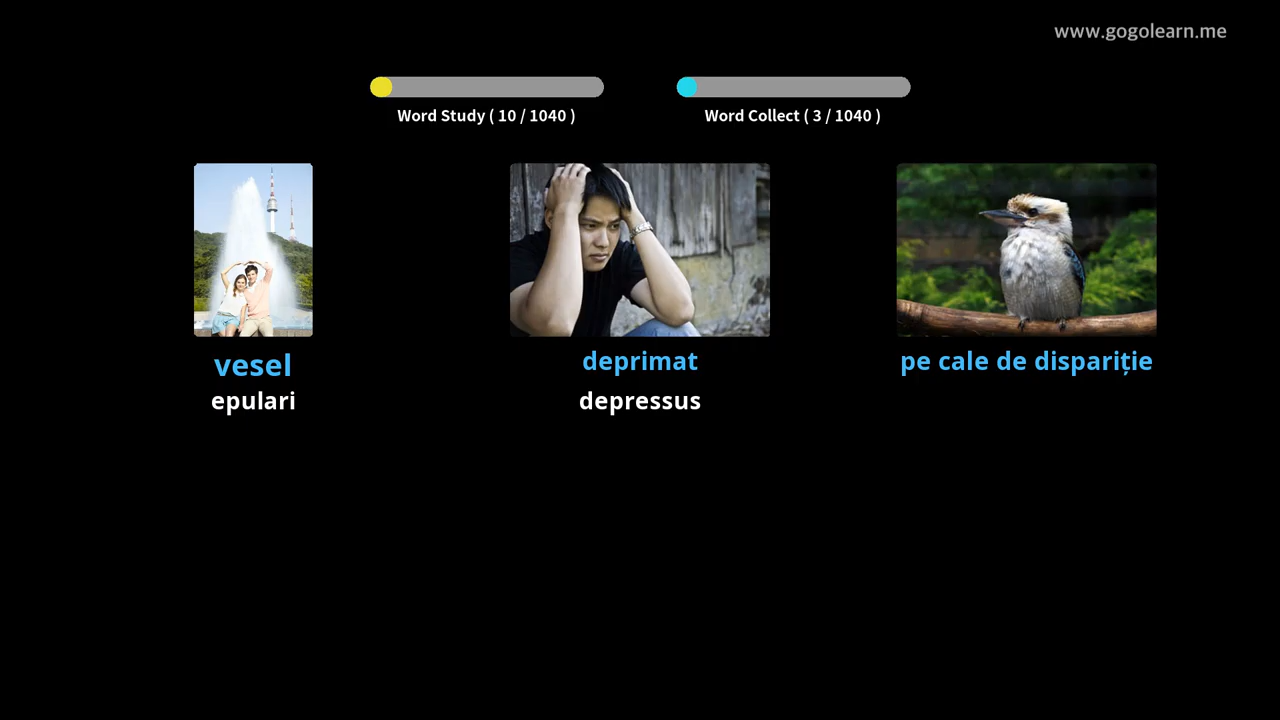 www.gogolearn.me
Word Study ( 10 / 1040 )
Word Collect ( 3 / 1040 )
vesel
epulari
deprimat
depressus
pe cale de dispariție